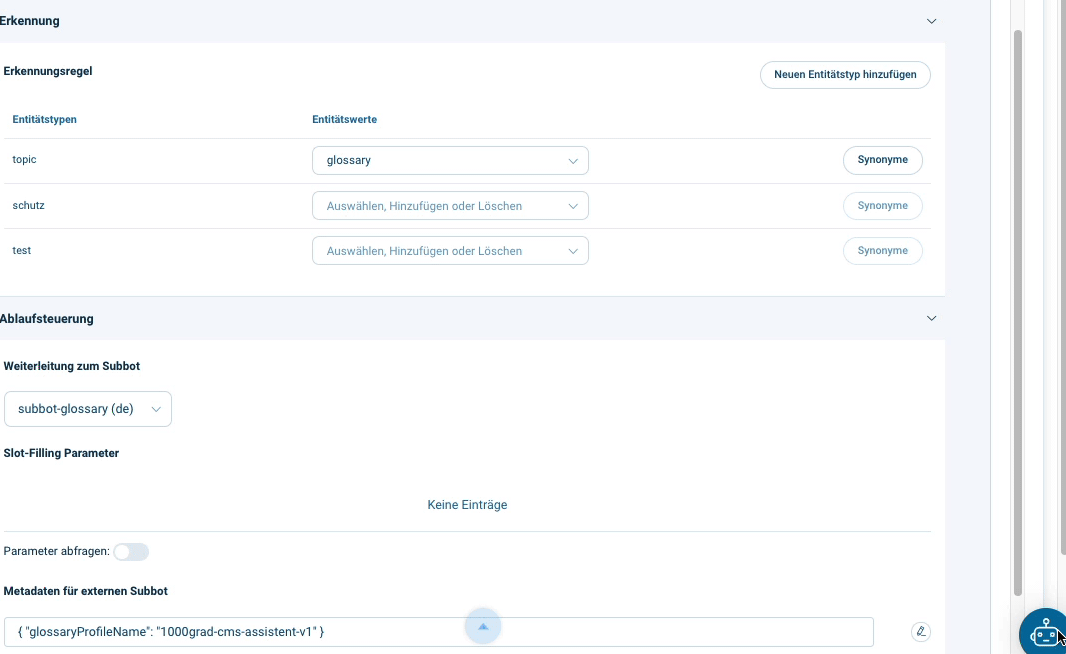 Erkennung
Erkennungsregel
Neuen Entitätstyp hinzufügen
Entitätstypen Entitätswerte
topic glossary Synonyme
schutz Auswählen, Hinzufügen oder Löschen Synonyme
test Auswählen, Hinzufügen oder Löschen Synonyme
Ablaufsteuerung
Weiterleitung zum Subbot
subbot-glossary (de)
Slot-Filling Parameter
Keine Einträge
Parameter abfragen:
Metadaten für externen Subbot
{ "glossaryProfileName": "1000grad-cms-assistent-v1" }